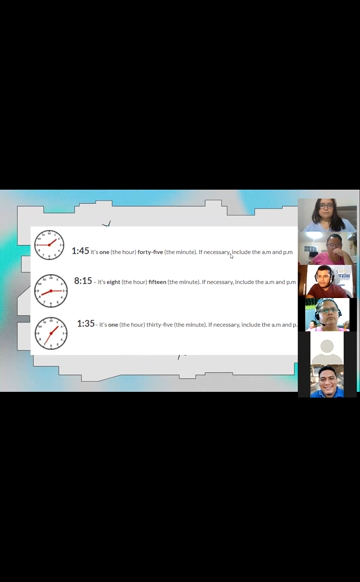 1:45 It's one (the hour) forty-five (the minute). If necessary, include the a.m and p.m
8:15 - It's eight (the hour) fifteen (the minute). If necessary, include the a.m and p.m
1:35 - It's one (the hour) thirty-five (the minute). If necessary, include the a.m and p.